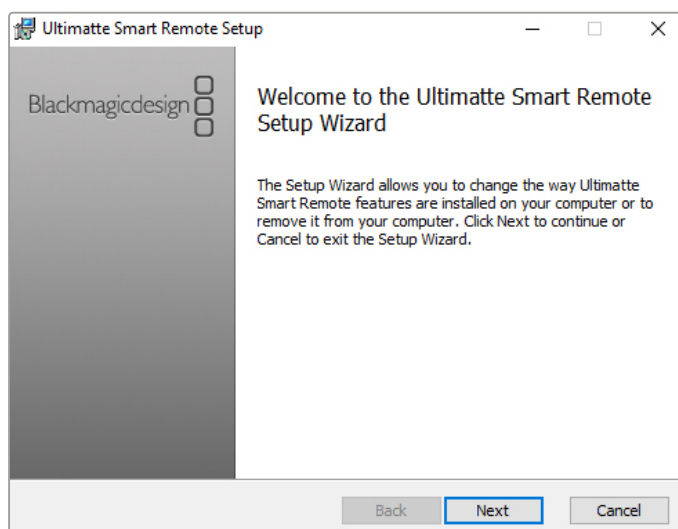 Ultimatte Smart Remote Setup
Blackmagicdesign
Welcome to the Ultimatte Smart Remote
Setup Wizard
The Setup Wizard allows you to change the way Ultimatte
Smart Remote features are installed on your computer or to
remove it from your computer. Click Next to continue or
Cancel to exit the Setup Wizard.
Back Next Cancel